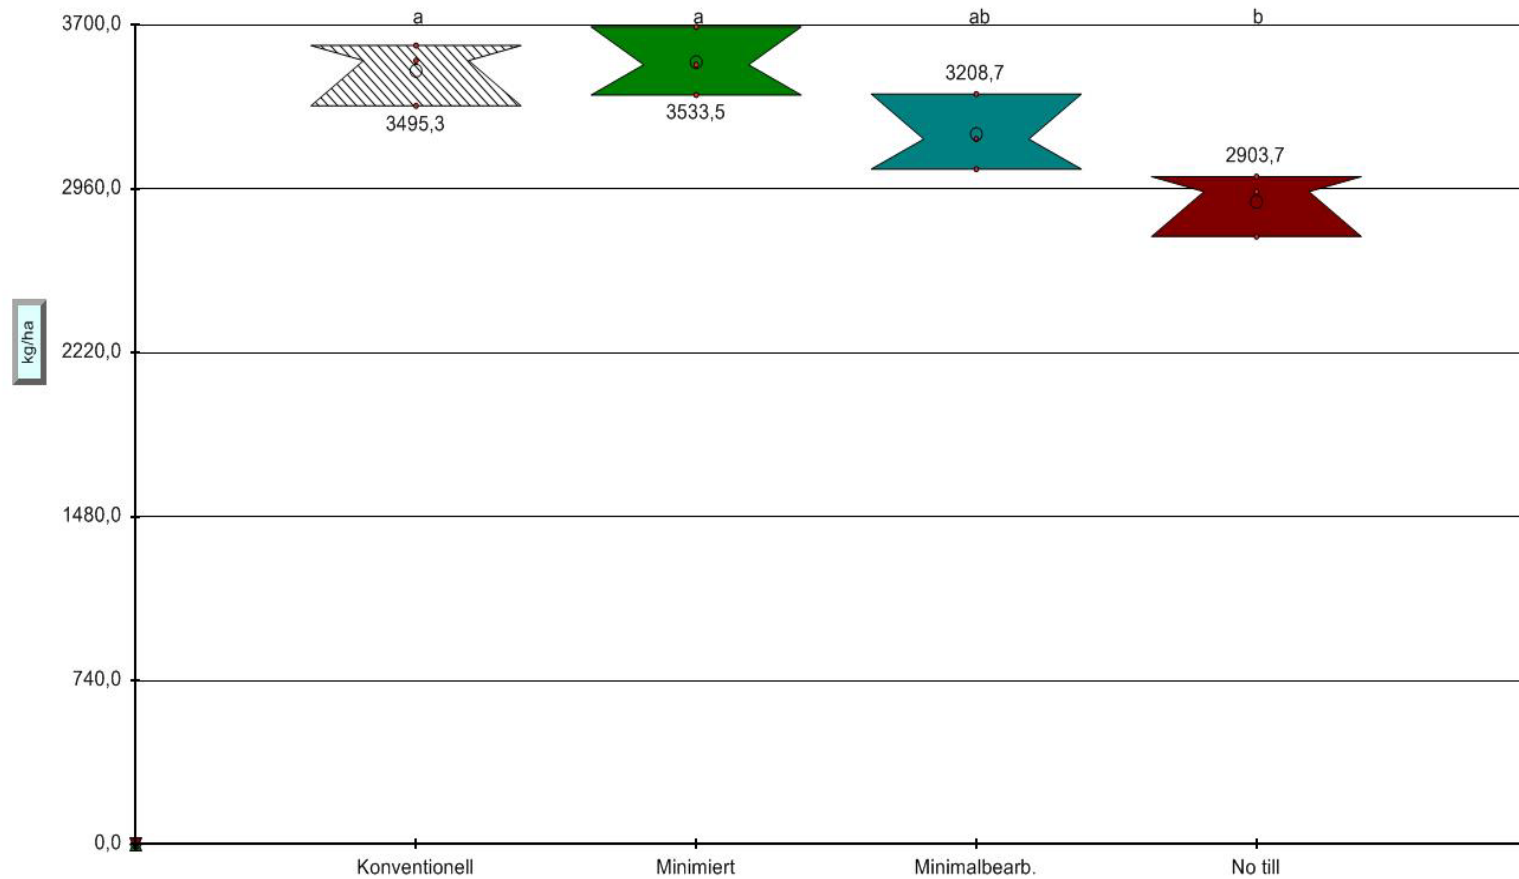 3700,0
a
a
ab
b
3208,7
3533,5
3495,3
2903,7
2960,0
kg/ha
2220,0
1480,0
740,0
0,0
Konventionell
Minimiert
Minimalbearb.
No till